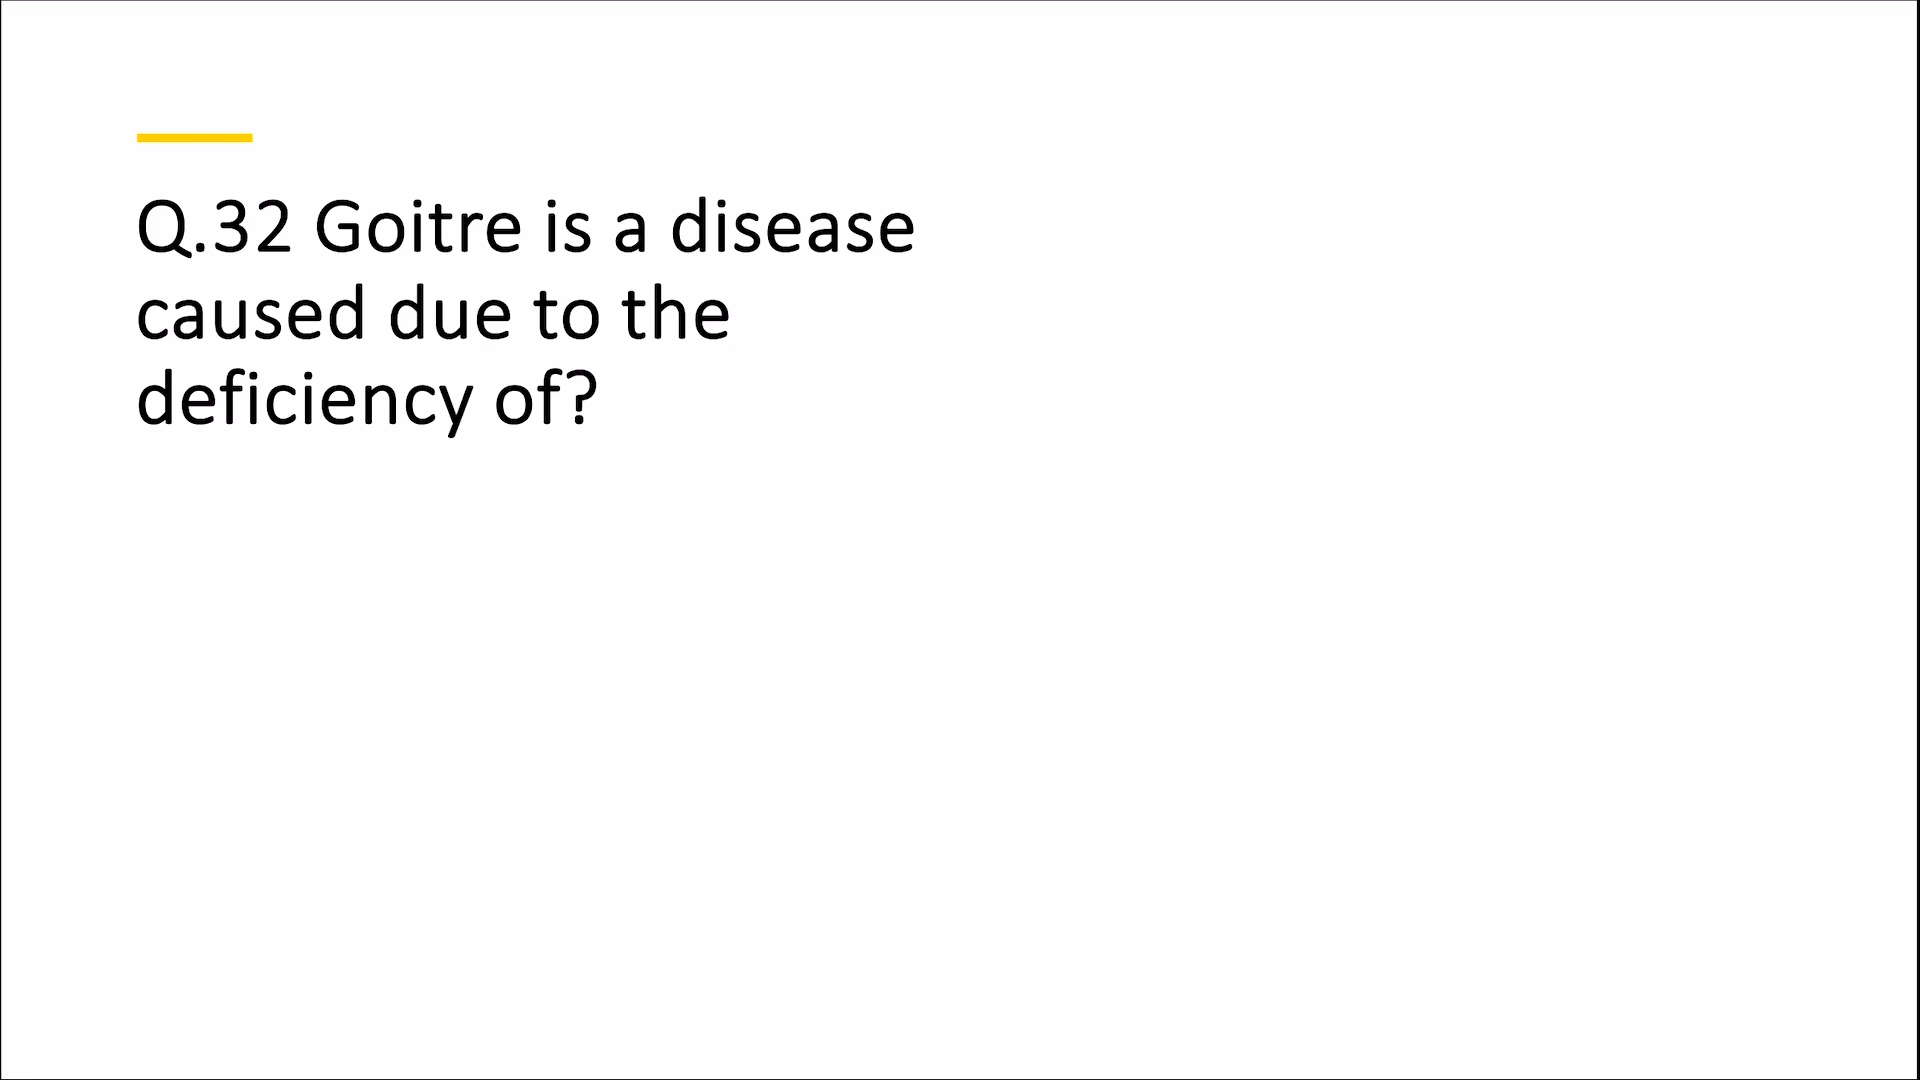 Q.32 Goitre is a disease
caused due to the
deficiency of?